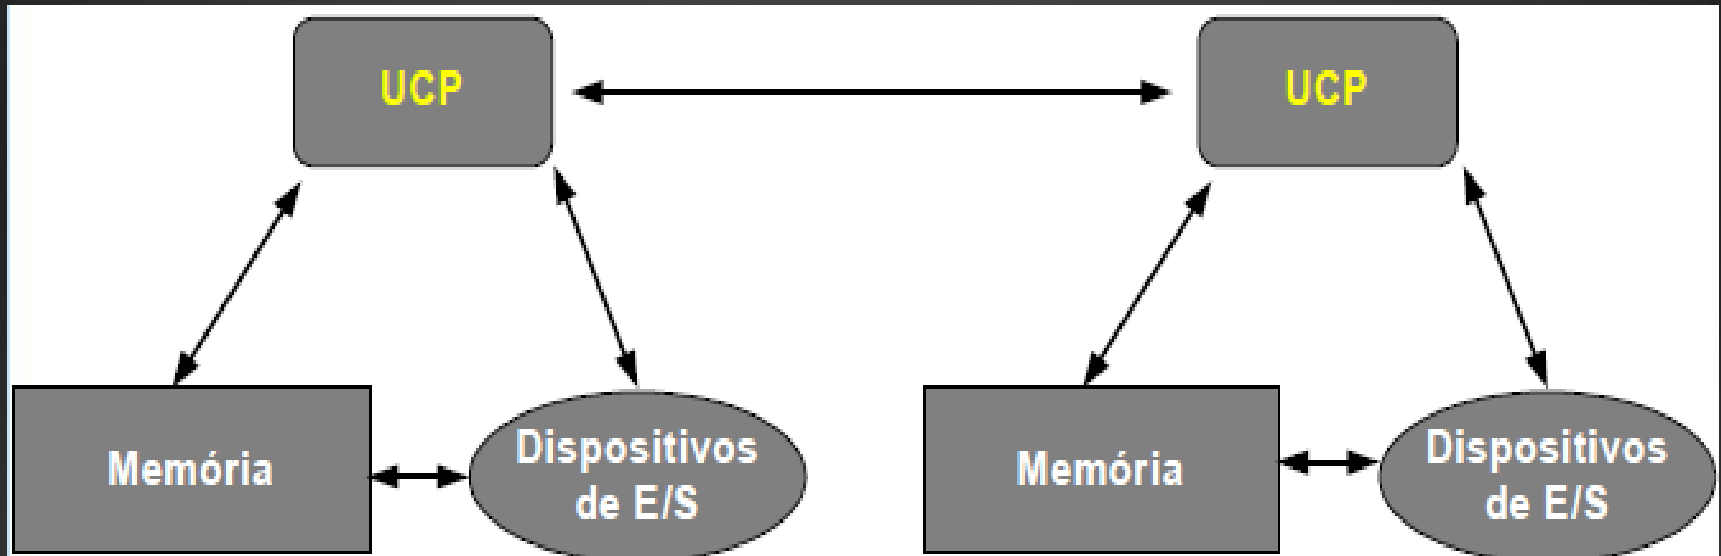 UCP
UCP
Memória
Dispositivos
de E/S
Memória
Dispositivos
de E/S